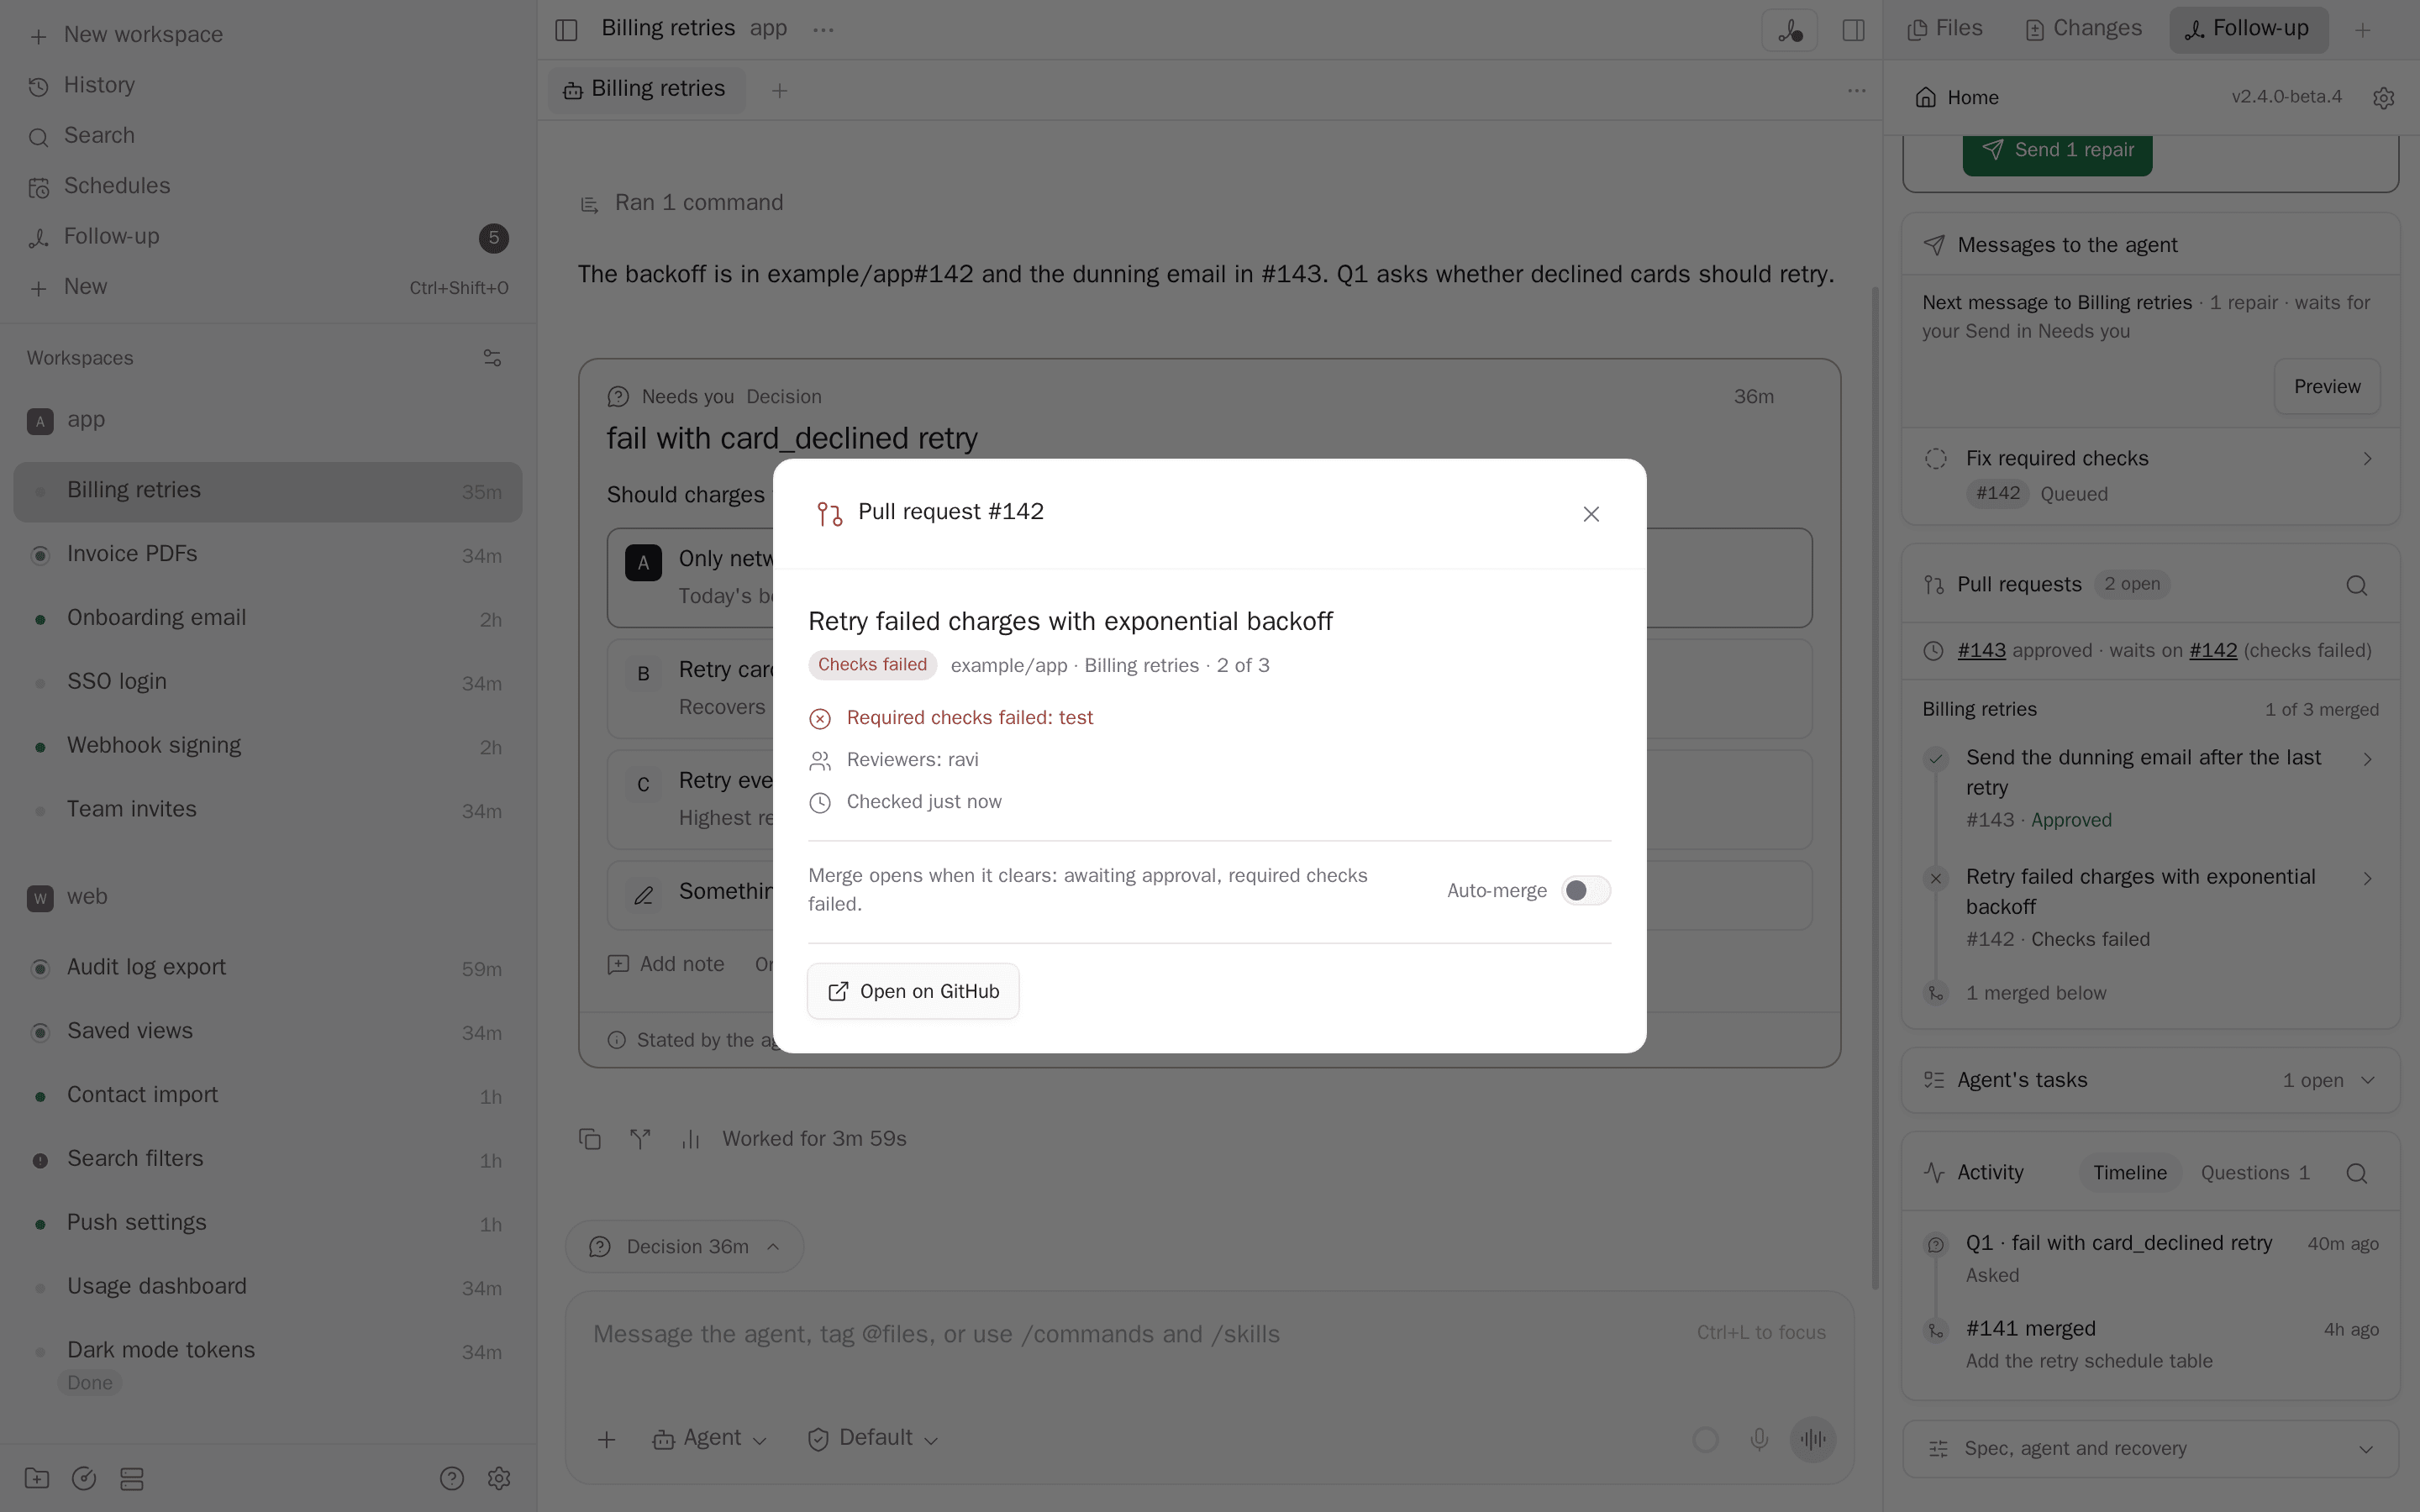 New workspace
History
Search
Schedules
Follow-up 5
New Ctrl+Shift+O
Workspaces
A app
Billing retries 35m
Invoice PDFs 34m
Onboarding email 2h
SSO login 34m
Webhook signing 2h
Team invites 34m
W web
Audit log export 59m
Saved views 34m
Contact import 1h
Search filters 1h
Push settings 1h
Usage dashboard 34m
Dark mode tokens 34m
Done
Billing retries app
Billing retries
Ran 1 command
The backoff is in example/app#142 and the dunning email in #143. Q1 asks whether declined cards should retry.
Needs you Decision 36m
fail with card_declined retry
Should charges
A Only netw
Today's be
B Retry card
Recovers
C Retry eve
Highest re
Somethin
Add note
Stated by the ag
Worked for 3m 59s
Decision 36m
Message the agent, tag @files, or use /commands and /skills Ctrl+L to focus
Agent Default
Pull request #142
Retry failed charges with exponential backoff
Checks failed example/app · Billing retries · 2 of 3
Required checks failed: test
Reviewers: ravi
Checked just now
Merge opens when it clears: awaiting approval, required checks
failed.
Auto-merge
Open on GitHub
Files Changes Follow-up
Home v2.4.0-beta.4
Send 1 repair
Messages to the agent
Next message to Billing retries · 1 repair · waits for
your Send in Needs you
Preview
Fix required checks
#142 Queued
Pull requests 2 open
#143 approved · waits on #142 (checks failed)
Billing retries 1 of 3 merged
Send the dunning email after the last
retry
#143 · Approved
Retry failed charges with exponential
backoff
#142 · Checks failed
1 merged below
Agent's tasks 1 open
Activity Timeline Questions 1
Q1 · fail with card_declined retry 40m ago
Asked
#141 merged 4h ago
Add the retry schedule table
Spec, agent and recovery